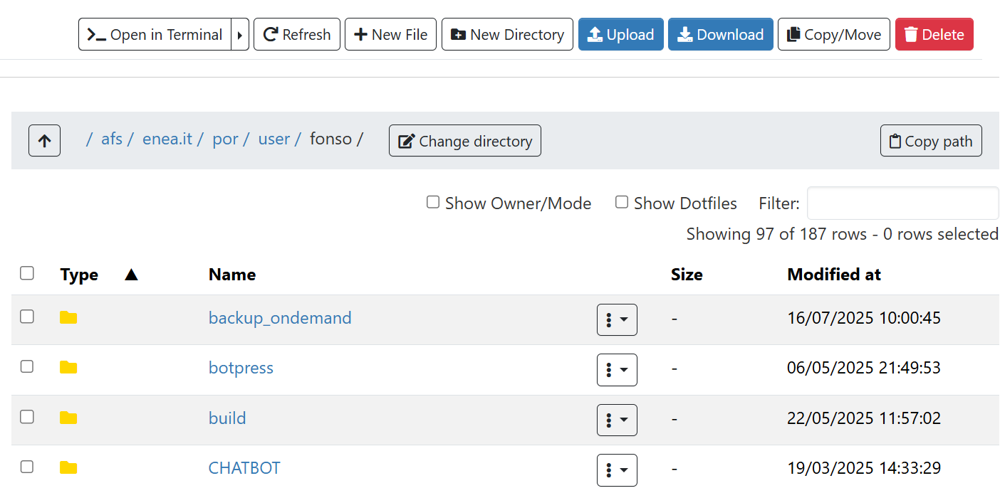 Open in Terminal Refresh New File New Directory Upload Download Copy/Move Delete
/ afs / enea.it / por / user / fonso / Change directory Copy path
Show Owner/Mode Show Dotfiles Filter:
Showing 97 of 187 rows - 0 rows selected
Type Name Size Modified at
backup_ondemand - 16/07/2025 10:00:45
botpress - 06/05/2025 21:49:53
build - 22/05/2025 11:57:02
CHATBOT - 19/03/2025 14:33:29